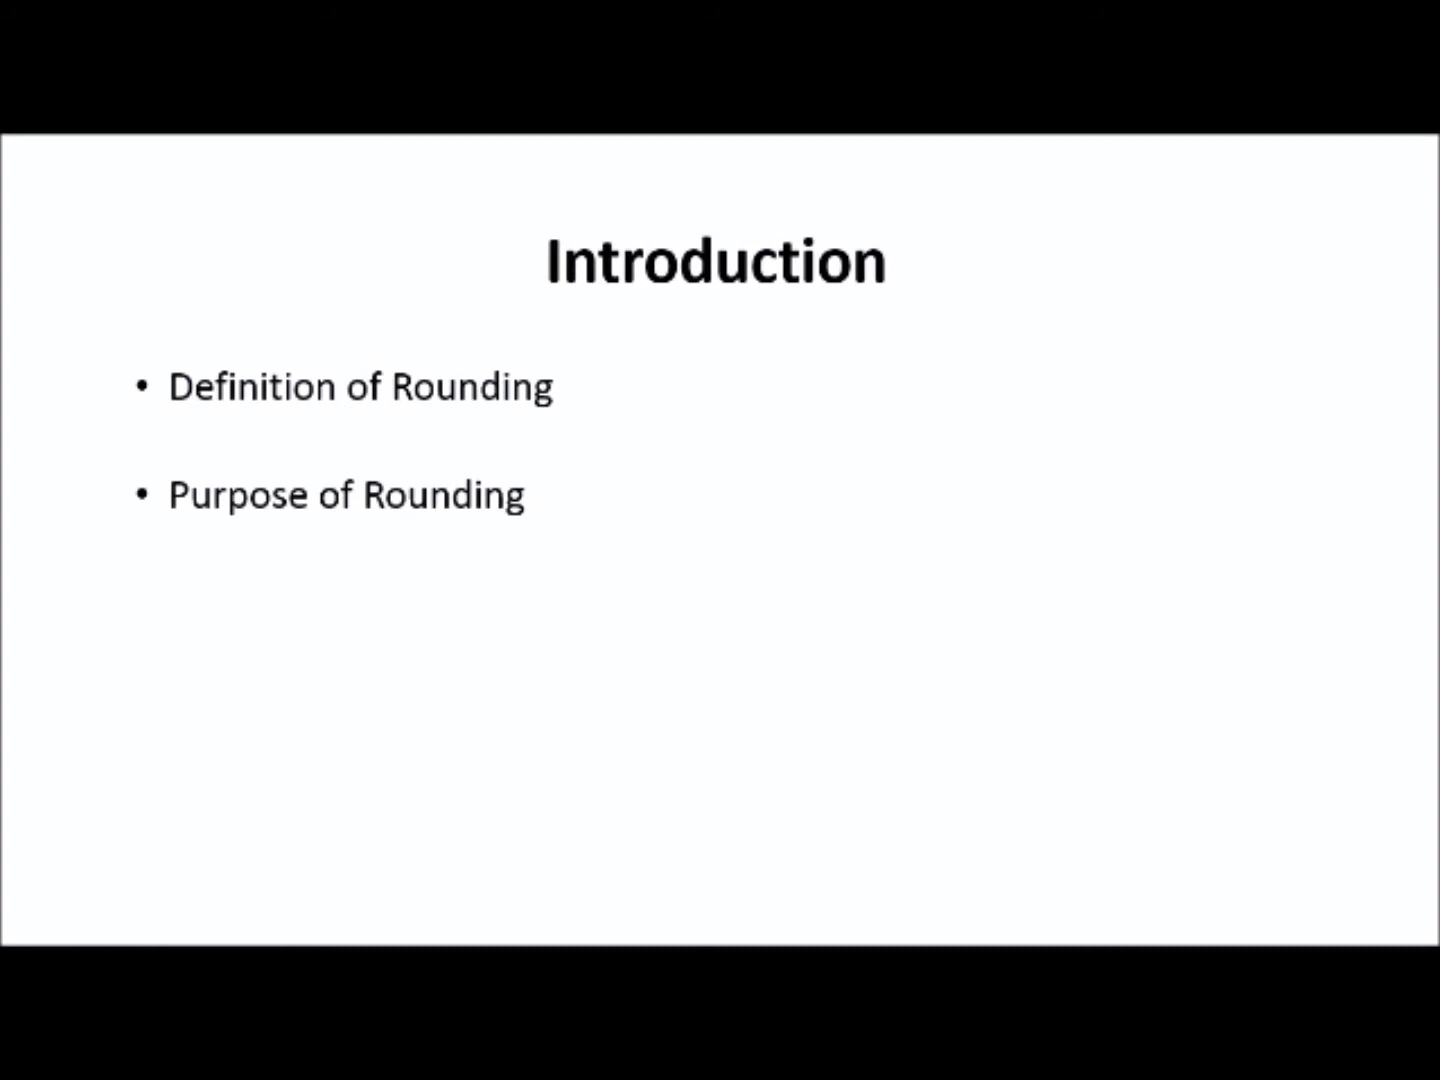 Introduction
• Definition of Rounding
• Purpose of Rounding